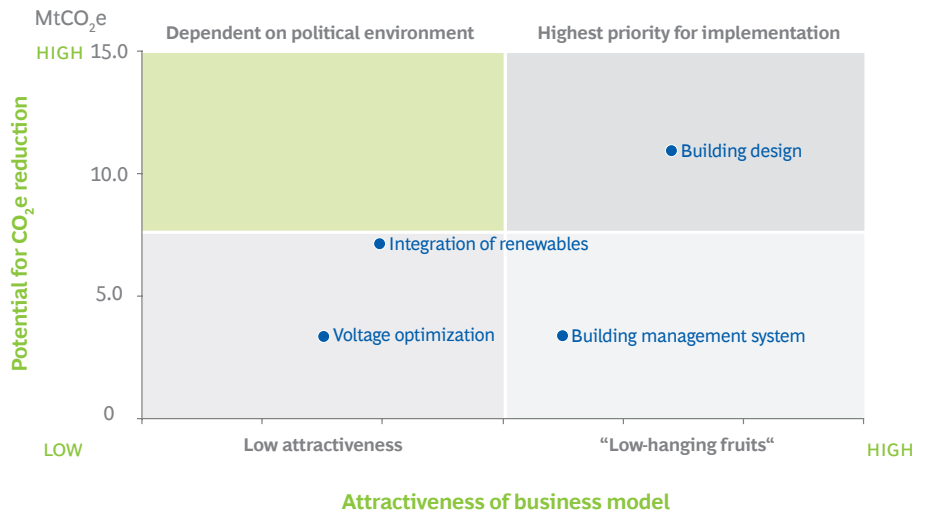 MtCO₂e
Dependent on political environment
Highest priority for implementation
HIGH 15.0
Potential for CO₂e reduction
Building design
10.0
Integration of renewables
5.0
Voltage optimization
Building management system
0
LOW
Low attractiveness
“Low-hanging fruits“
HIGH
Attractiveness of business model